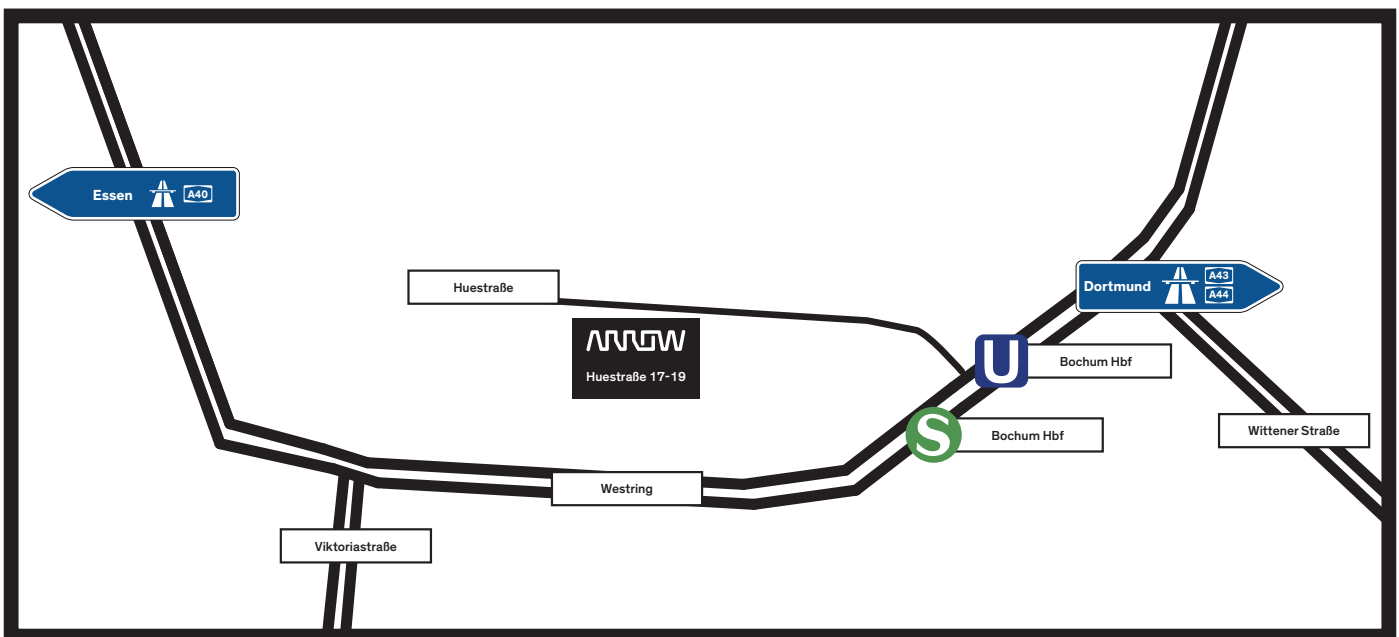 Essen A40
Huestraße
ARROW
Huestraße 17-19
Dortmund A43
A44
U Bochum Hbf
S Bochum Hbf
Wittener Straße
Westring
Viktoriastraße